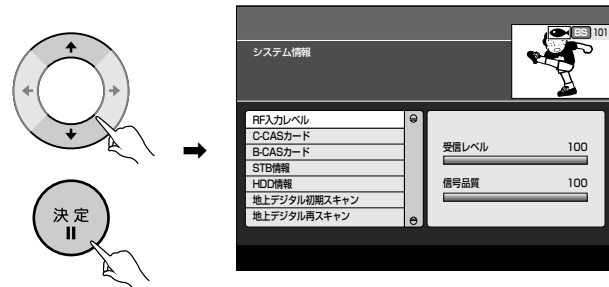 決定
BS 101
システム情報
RF入力レベル
C-CASカード
B-CASカード
STB情報
HDD情報
地上デジタル初期スキャン
地上デジタル再スキャン
受信レベル 100
信号品質 100